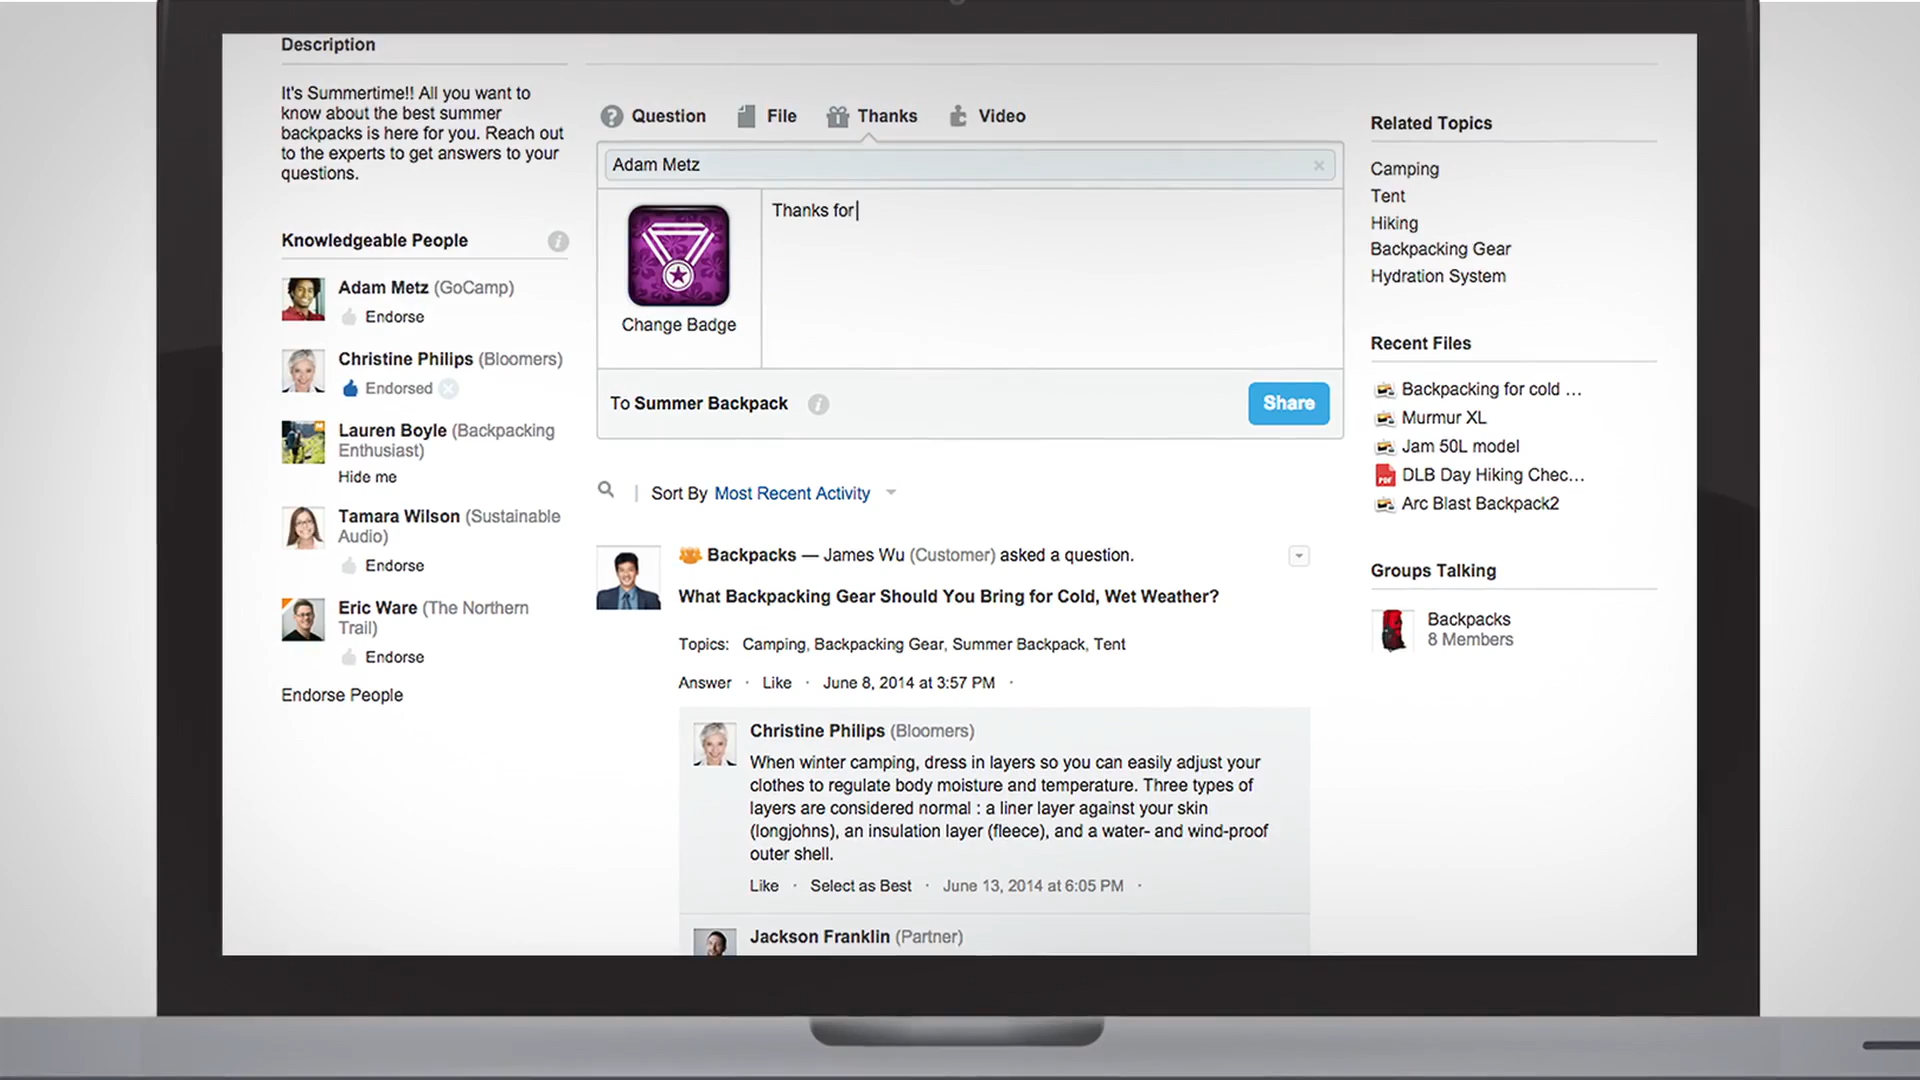 Description
It's Summertime!! All you want to
know about the best summer
backpacks is here for you. Reach out
to the experts to get answers to your
questions.
Knowledgeable People
Adam Metz (GoCamp)
Endorse
Christine Philips (Bloomers)
Endorsed
Lauren Boyle (Backpacking
Enthusiast)
Hide me
Tamara Wilson (Sustainable
Audio)
Endorse
Eric Ware (The Northern
Trail)
Endorse
Endorse People
Question File Thanks Video
Adam Metz
Thanks for
Change Badge
To Summer Backpack
Share
Sort By Most Recent Activity
Backpacks — James Wu (Customer) asked a question.
What Backpacking Gear Should You Bring for Cold, Wet Weather?
Topics: Camping, Backpacking Gear, Summer Backpack, Tent
Answer · Like · June 8, 2014 at 3:57 PM ·
Christine Philips (Bloomers)
When winter camping, dress in layers so you can easily adjust your
clothes to regulate body moisture and temperature. Three types of
layers are considered normal : a liner layer against your skin
(longjohns), an insulation layer (fleece), and a water- and wind-proof
outer shell.
Like · Select as Best · June 13, 2014 at 6:05 PM ·
Jackson Franklin (Partner)
Related Topics
Camping
Tent
Hiking
Backpacking Gear
Hydration System
Recent Files
Backpacking for cold ...
Murmur XL
Jam 50L model
PDF DLB Day Hiking Chec...
Arc Blast Backpack2
Groups Talking
Backpacks
8 Members